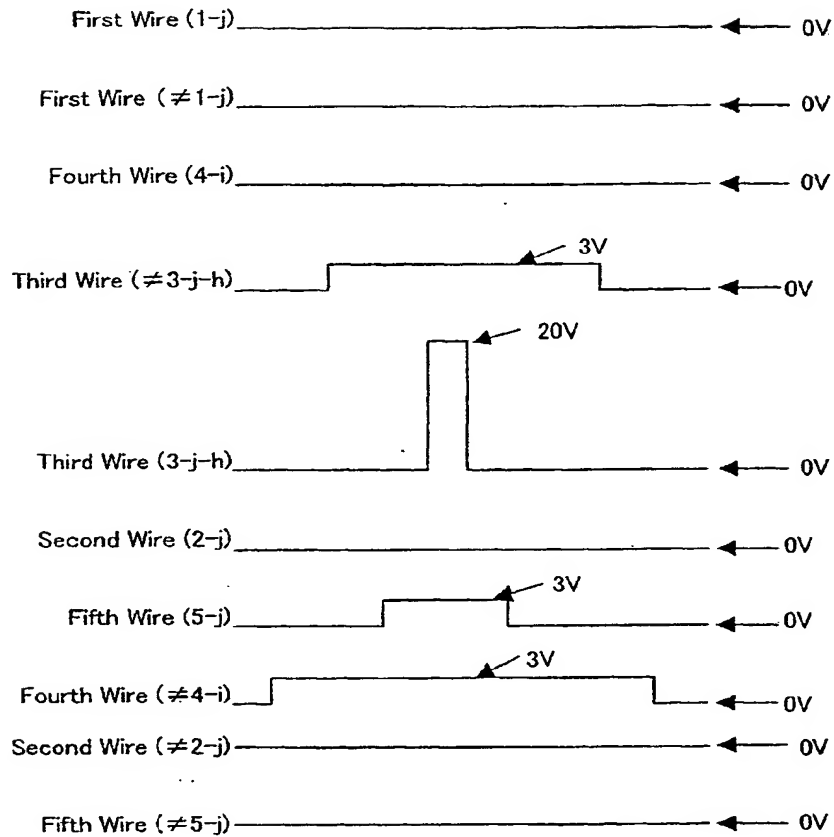 First Wire (1-j) 0V
First Wire (≠1-j) 0V
Fourth Wire (4-i) 0V
3V
Third Wire (≠3-j-h) 0V
20V
Third Wire (3-j-h) 0V
Second Wire (2-j) 0V
3V
Fifth Wire (5-j) 0V
3V
Fourth Wire (≠4-i) 0V
Second Wire (≠2-j) 0V
Fifth Wire (≠5-j) 0V